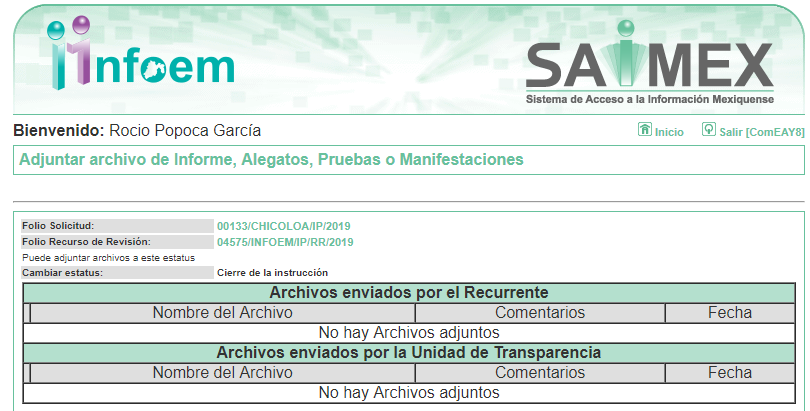 infoem
SAIMEX
Sistema de Acceso a la Información Mexiquense
Bienvenido: Rocio Popoca García
Inicio Salir [ComEAY8]
Adjuntar archivo de Informe, Alegatos, Pruebas o Manifestaciones
Folio Solicitud: 00133/CHICOLOA/IP/2019
Folio Recurso de Revisión: 04575/INFOEM/IP/RR/2019
Puede adjuntar archivos a este estatus
Cambiar estatus: Cierre de la instrucción
Archivos enviados por el Recurrente
Nombre del Archivo Comentarios Fecha
No hay Archivos adjuntos
Archivos enviados por la Unidad de Transparencia
Nombre del Archivo Comentarios Fecha
No hay Archivos adjuntos